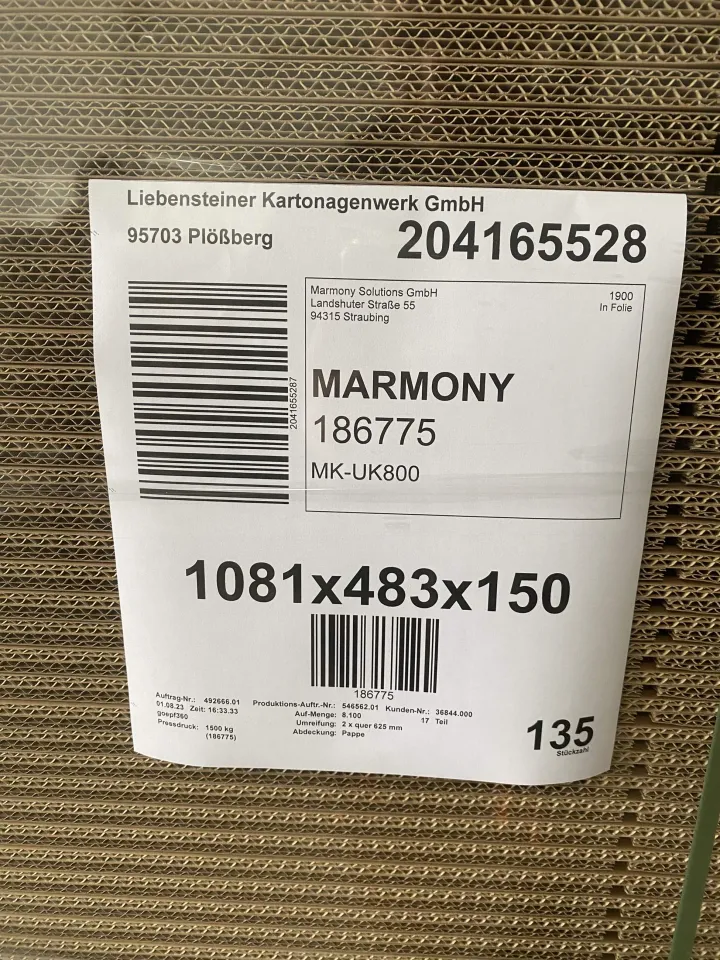 Liebensteiner Kartonagenwerk GmbH
95703 Plößberg
204165528
Marmony Solutions GmbH
Landshuter Straße 55
94315 Straubing
1900
In Folie
2041655287
MARMONY
186775
MK-UK800
1081x483x150
186775
Auftrag-Nr.: 492666.01 Produktions-Auftr.-Nr.: 546562.01 Kunden-Nr.: 36844.000
01.08.23 Zeit: 16:33.33 Auf-Menge: 8.100 17 Teil
goepf360 Umreifung: 2 x quer 625 mm
Pressdruck: 1500 kg Abdeckung: Pappe
(186775)
135
Stückzahl